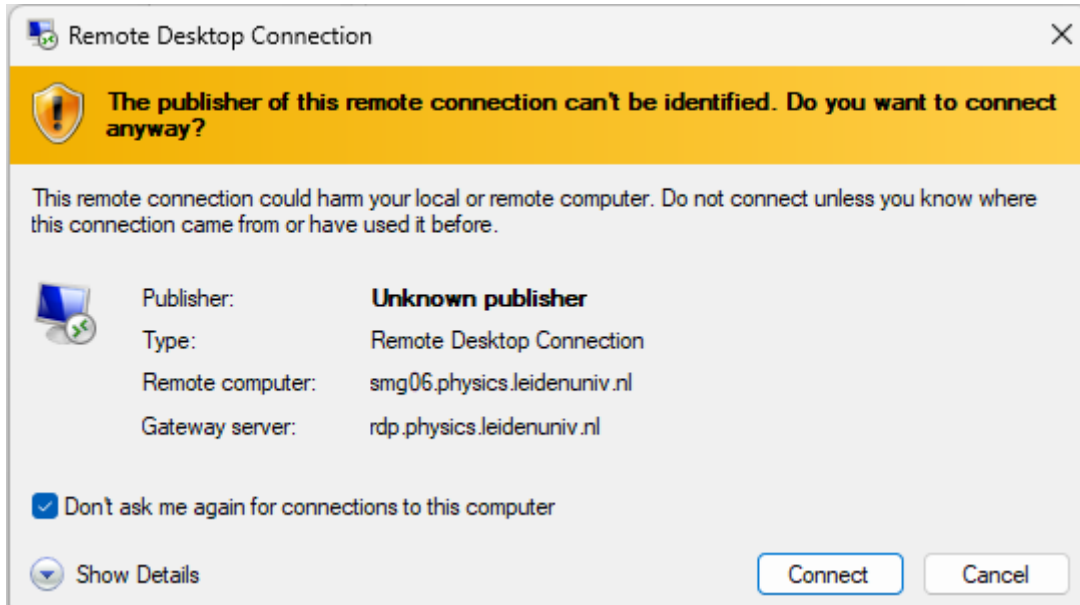 Remote Desktop Connection
The publisher of this remote connection can't be identified. Do you want to connect
anyway?
This remote connection could harm your local or remote computer. Do not connect unless you know where
this connection came from or have used it before.
Publisher: Unknown publisher
Type: Remote Desktop Connection
Remote computer: smg06.physics.leidenuniv.nl
Gateway server: rdp.physics.leidenuniv.nl
Don't ask me again for connections to this computer
Show Details Connect Cancel